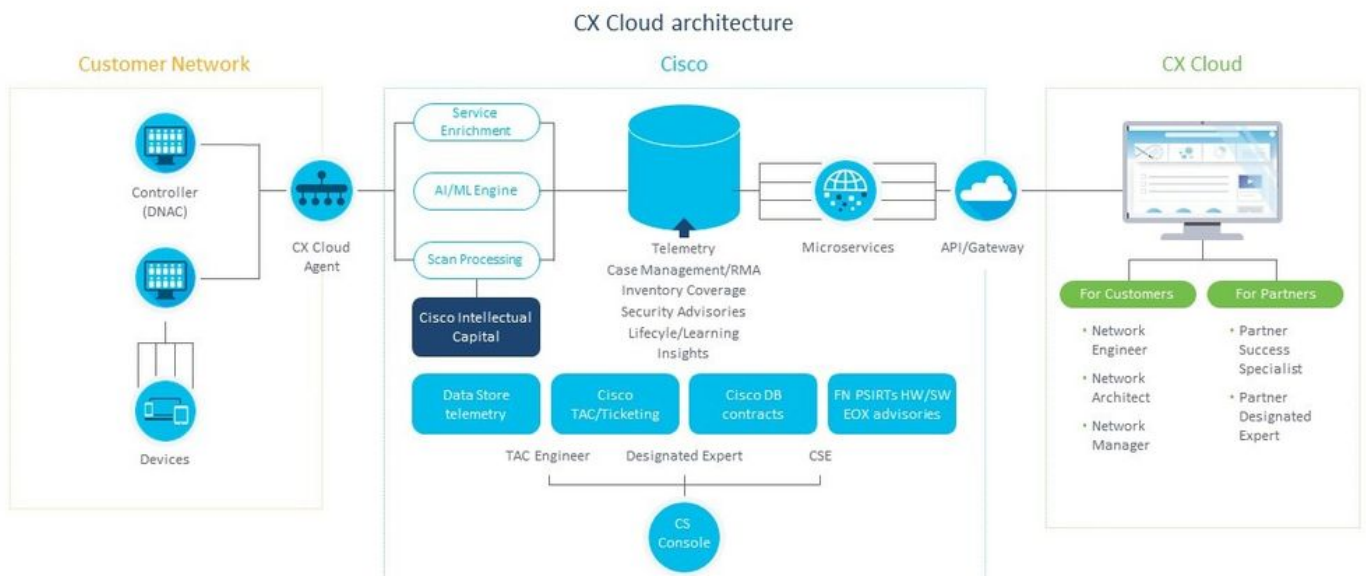 CX Cloud architecture
Customer Network
Controller
(DNAC)
CX Cloud
Agent
Devices
Cisco
Service
Enrichment
AI/ML Engine
Scan Processing
Cisco Intellectual
Capital
Telemetry
Case Management/RMA
Inventory Coverage
Security Advisories
Lifecyle/Learning
Insights
Microservices
API/Gateway
Data Store
telemetry
Cisco
TAC/Ticketing
Cisco DB
contracts
FN PSIRTs HW/SW
EOX advisories
TAC Engineer
Designated Expert
CSE
CS
Console
CX Cloud
For Customers
• Network
Engineer
• Network
Architect
• Network
Manager
For Partners
• Partner
Success
Specialist
• Partner
Designated
Expert